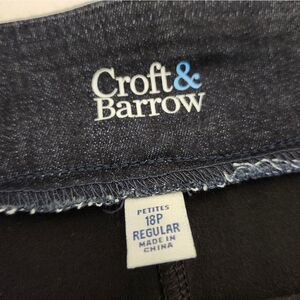 Croft&
Barrow
PETITES
18P
REGULAR
MADE IN
CHINA